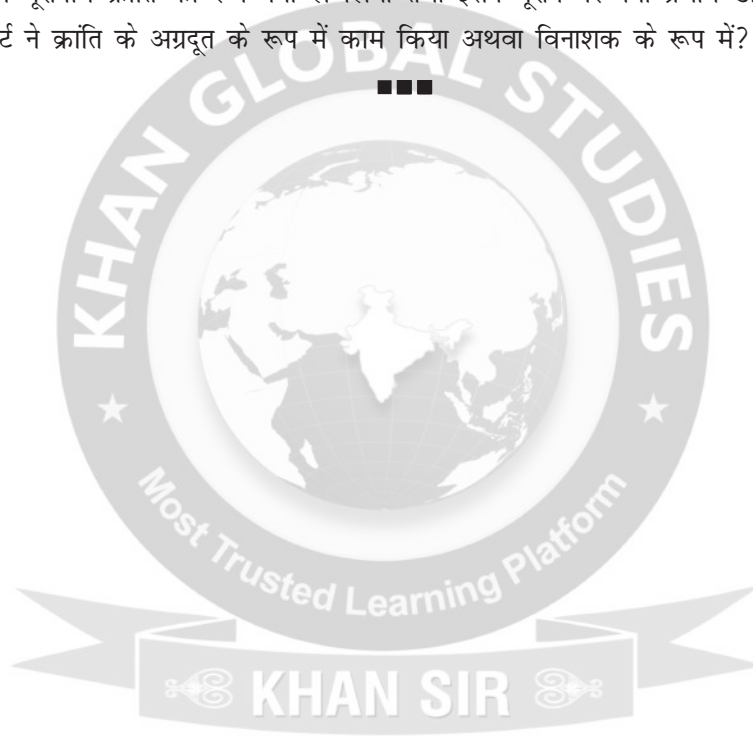 र्ट ने क्रांति के अग्रदूत के रूप में काम किया अथवा विनाशक के रूप में?
KHAN GLOBAL STUDIES
Most Trusted Learning Platform
KHAN SIR